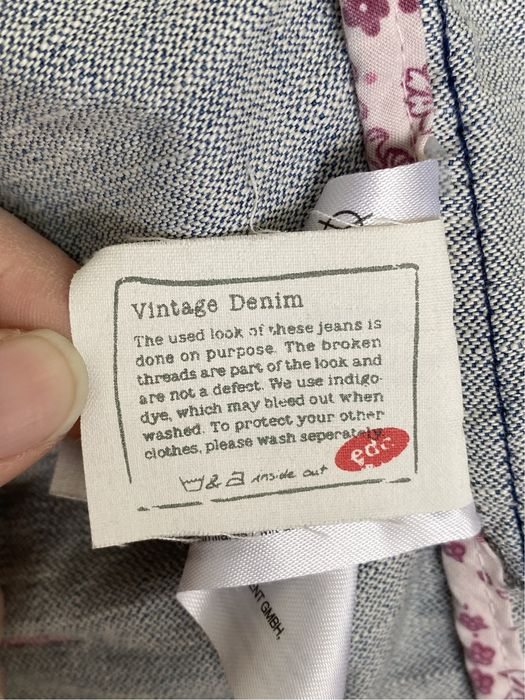 Vintage Denim
The used look of these jeans is
done on purpose. The broken
threads are part of the look and
are not a defect. We use indigo-
dye, which may bleed out when
washed. To protect your other
clothes, please wash seperately.
edc
& inside out
ENT GMBH,